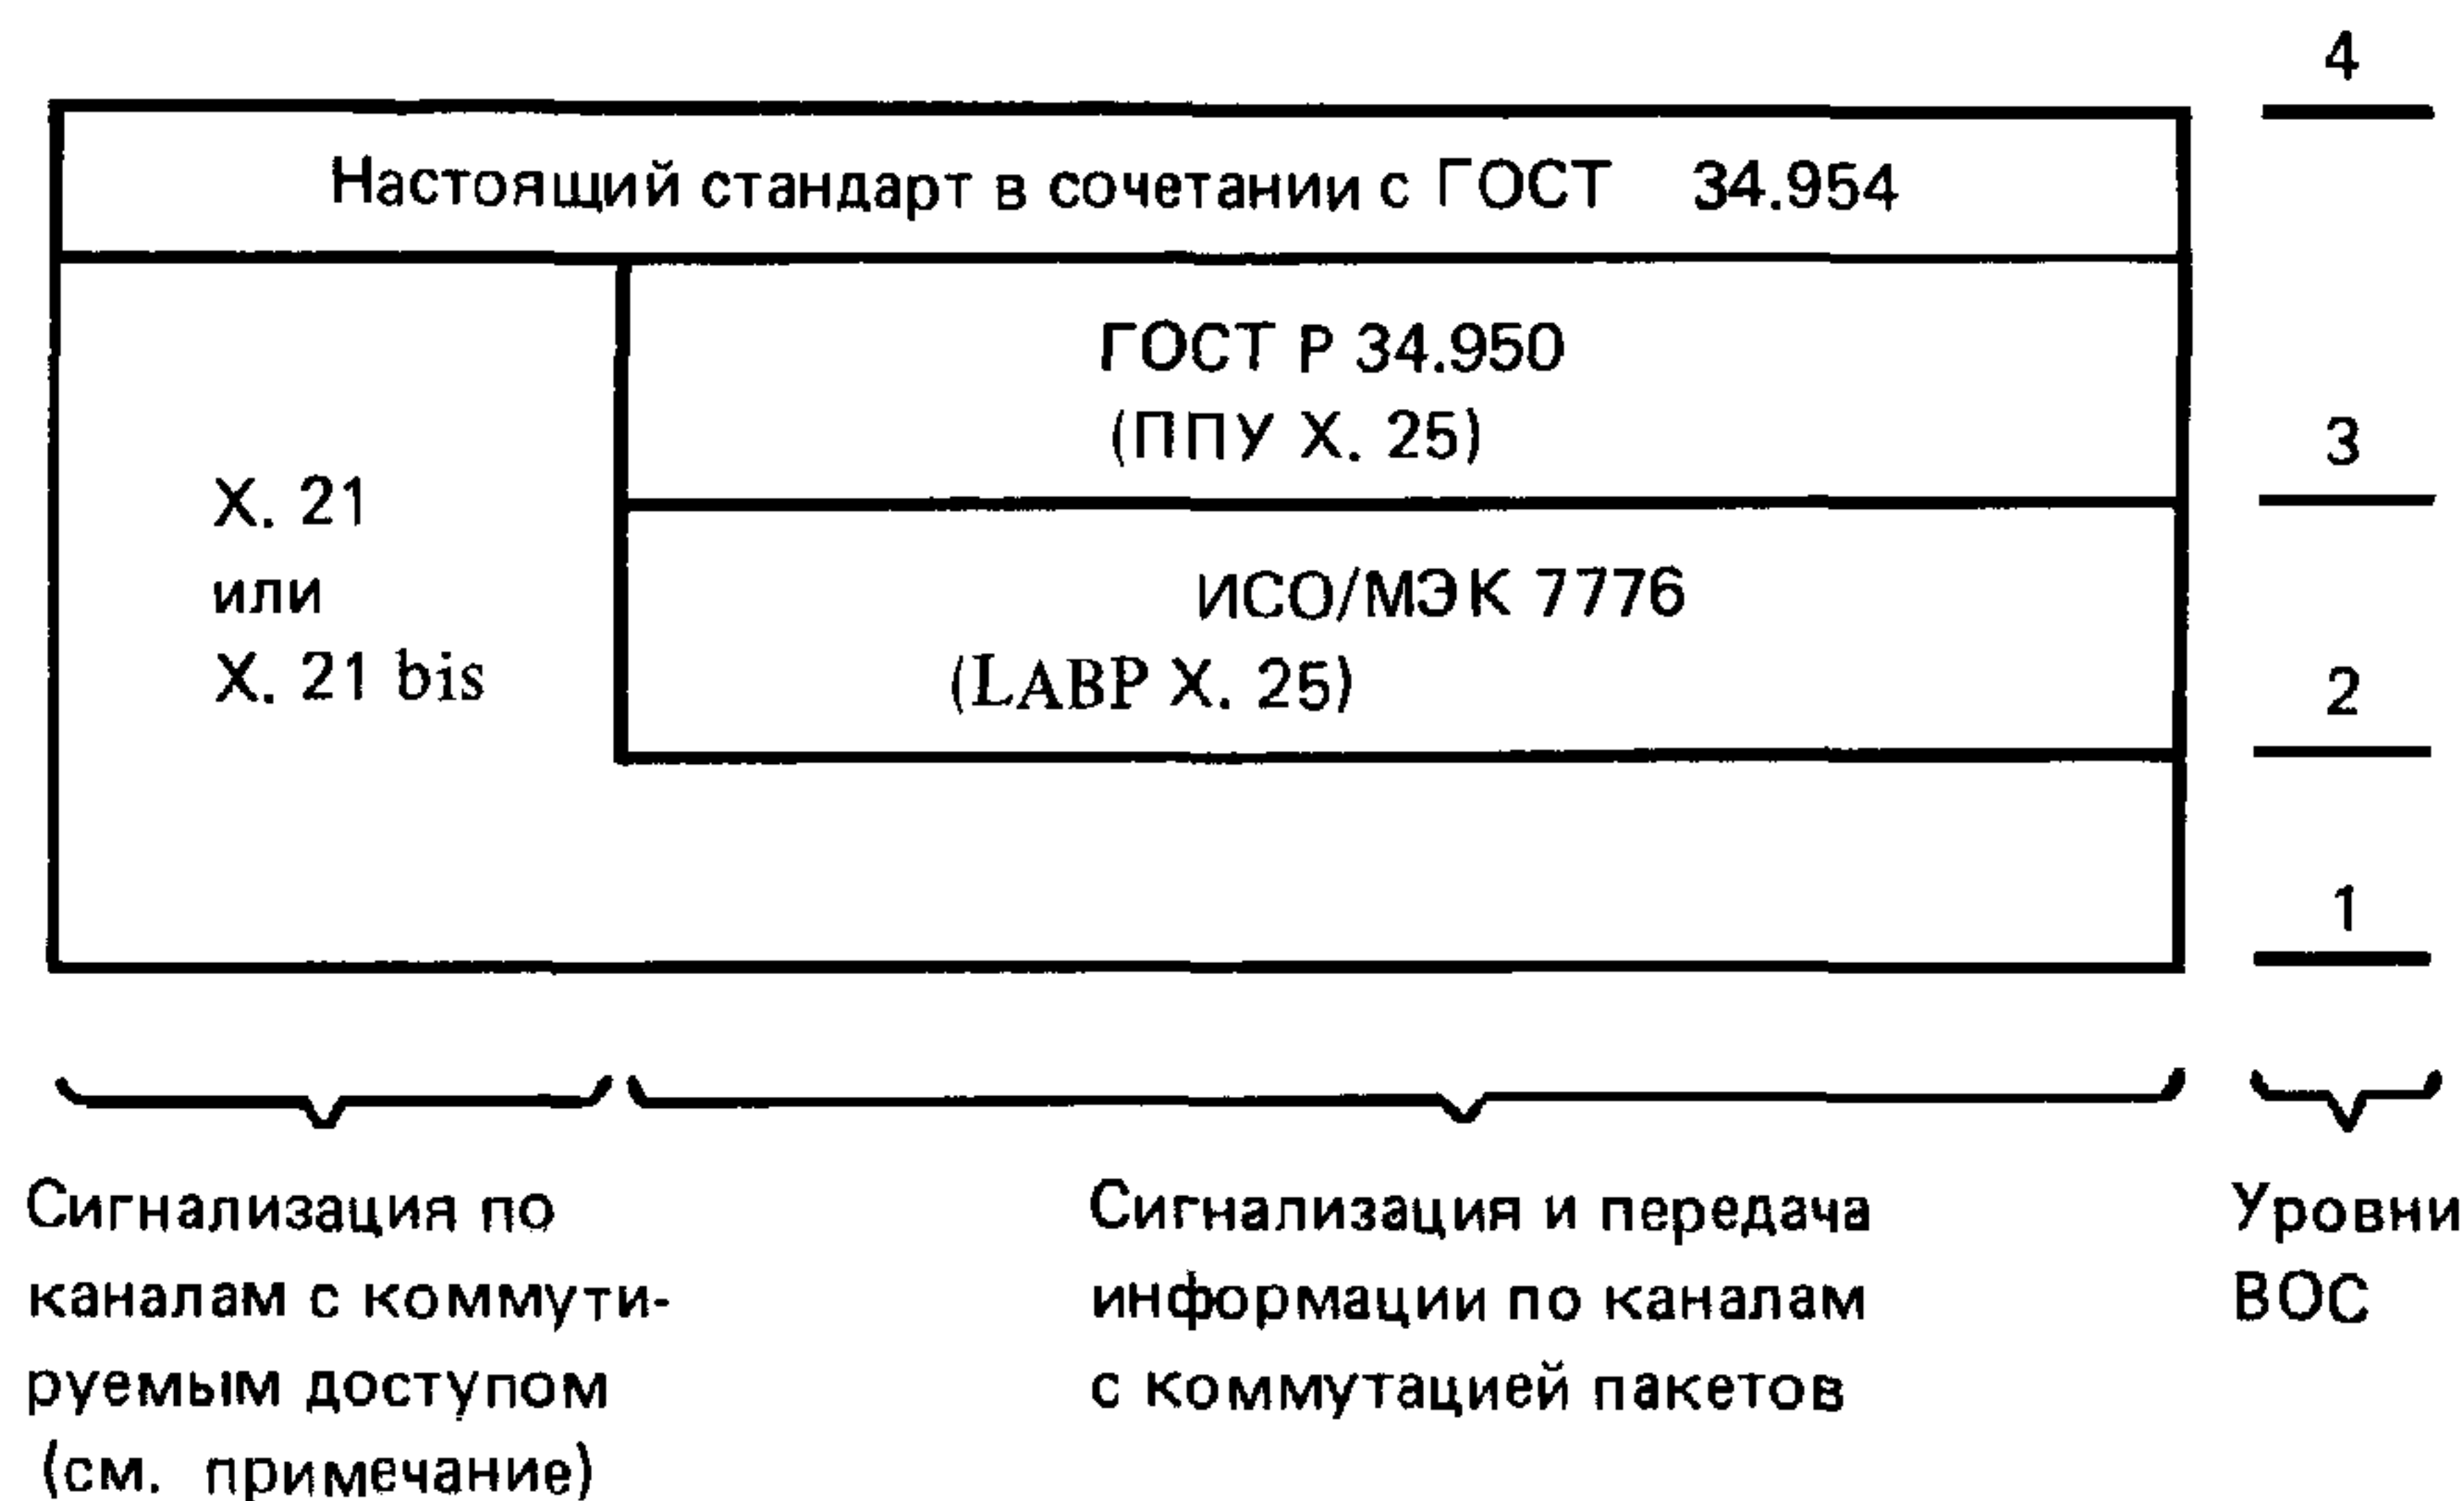 4
Настоящий стандарт в сочетании с ГОСТ 34.954
ГОСТ Р 34.950
(ППУ X. 25)
3
X. 21
или
X. 21 bis
ИСО/МЭК 7776
(LABP X. 25)
2
1
Сигнализация по
каналам с коммути-
руемым доступом
(см. примечание)
Сигнализация и передача
информации по каналам
с коммутацией пакетов
Уровни
ВОС